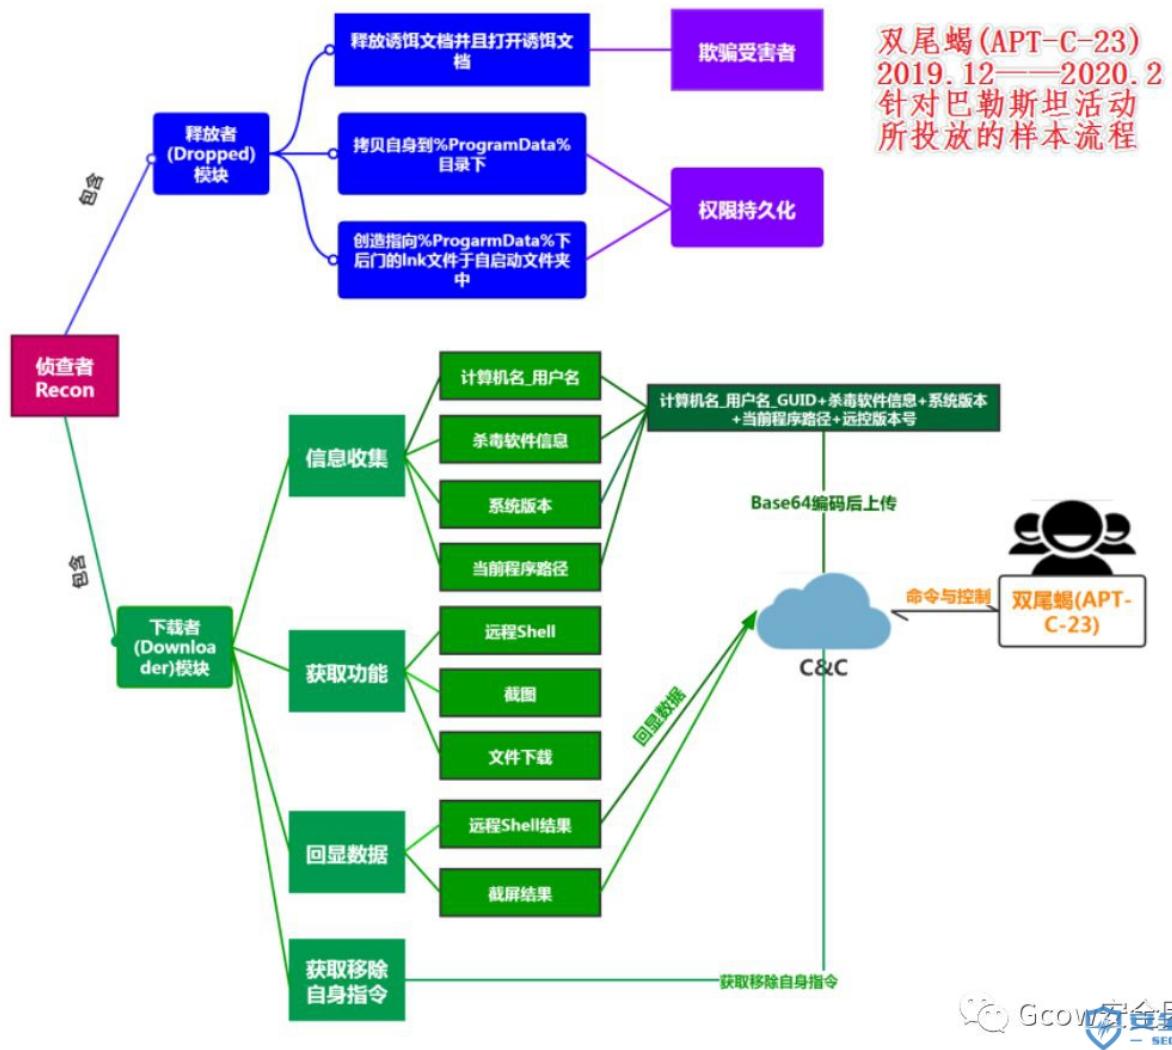 双尾蝎(APT-C-23)
2019.12——2020.2
针对巴勒斯坦活动
所投放的样本流程
释放诱饵文档并且打开诱饵文
档
欺骗受害者
释放者
(Dropped)
模块
拷贝自身到%ProgramData%
目录下
权限持久化
创造指向%ProgarmData%下
后门的lnk文件于自启动文件夹
中
包含
侦查者
Recon
包含
下载者
(Downloa
der)模块
信息收集
计算机名_用户名
杀毒软件信息
系统版本
当前程序路径
计算机名_用户名_GUID+杀毒软件信息+系统版本
+当前程序路径+远控版本号
Base64编码后上传
获取功能
远程Shell
截图
文件下载
C&C
命令与控制
双尾蝎(APT-
C-23)
回显数据
远程Shell结果
截屏结果
回显数据
获取移除
自身指令
获取移除自身指令
Gcow安全